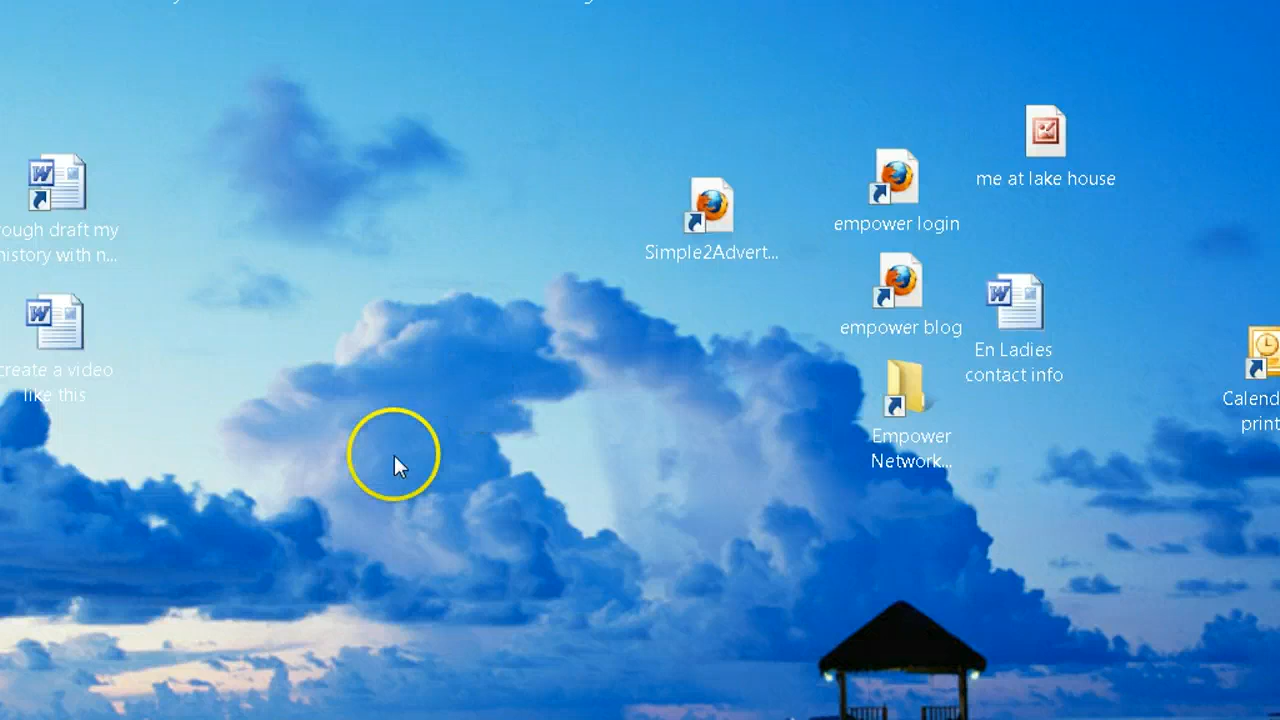 ough draft my
history with n...
create a video
like this
Simple2Advert...
empower login
empower blog
Empower
Network...
me at lake house
En Ladies
contact info
Calend
print